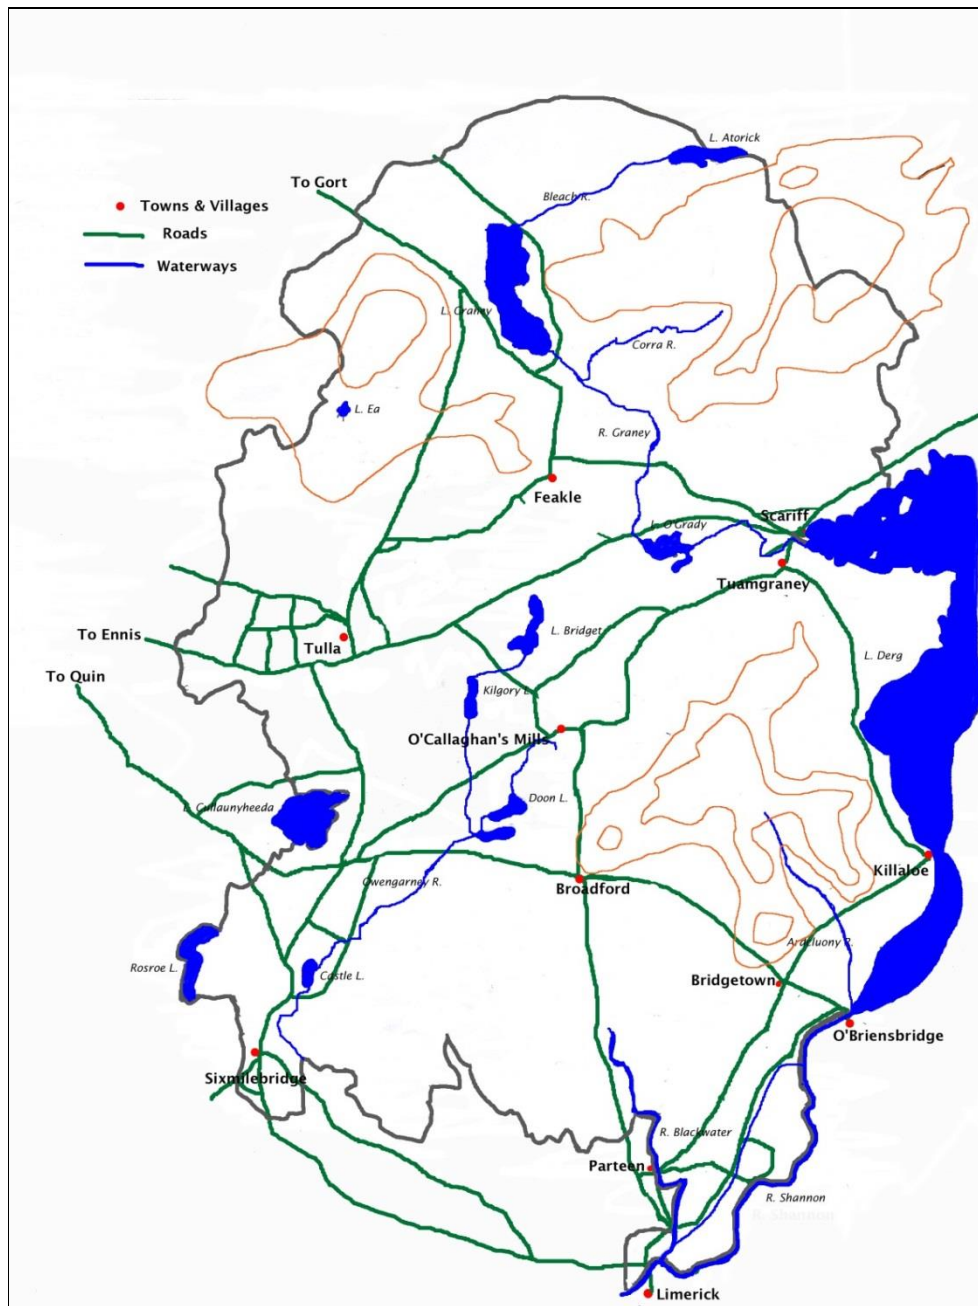 L. Atorick
To Gort
Bleach R.
Towns & Villages
Roads
Waterways
L. Graney
Corra R.
L. Ea
R. Graney
Feakle
Scariff
L. O'Grady
Tuamgraney
To Ennis
Tulla
L. Bridget
L. Derg
To Quin
Kilgory L.
O'Callaghan's Mills
Doon L.
L. Cullaunyheeda
Killaloe
Owengarney R.
Broadford
Ardcluony R.
Rosroe L.
Castle L.
Bridgetown
O'Briensbridge
Sixmilebridge
R. Blackwater
Parteen
R. Shannon
R. Shannon
Limerick